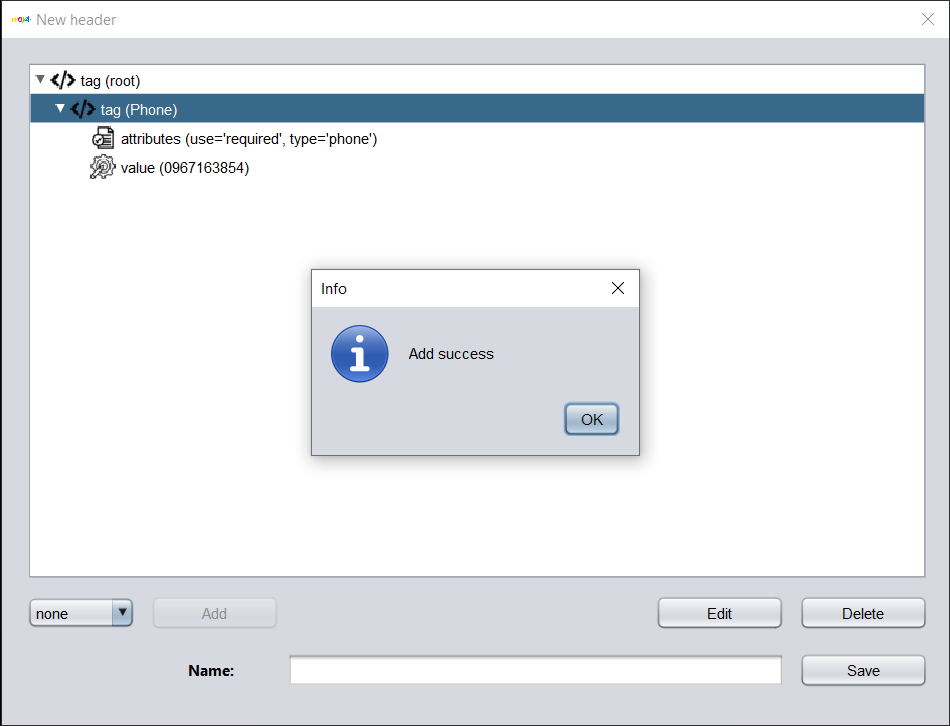 New header
tag (root)
tag (Phone)
attributes (use='required', type='phone')
value (0967163854)
Info
Add success
OK
none
Add
Edit
Delete
Name:
Save